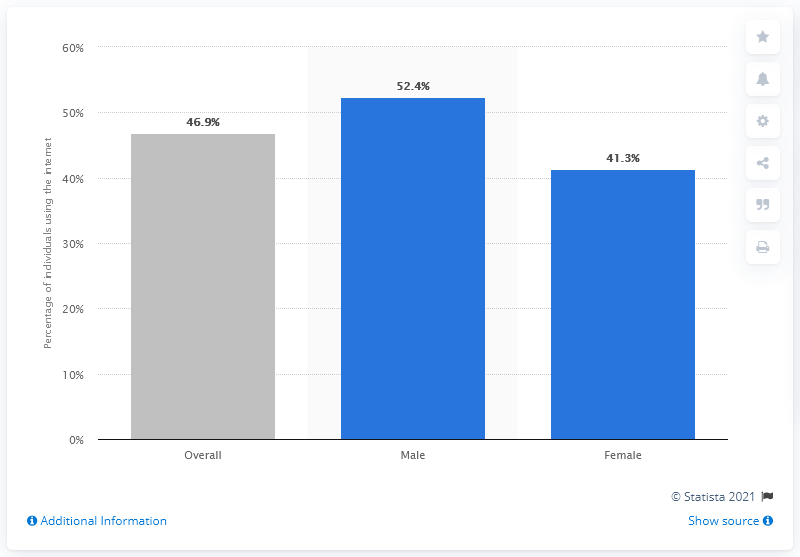 Percentage of individuals using the internet
60%
50%
40%
30%
20%
10%
0%
46.9%
52.4%
41.3%
Overall
Male
Female
© Statista 2021
Additional Information
Show source